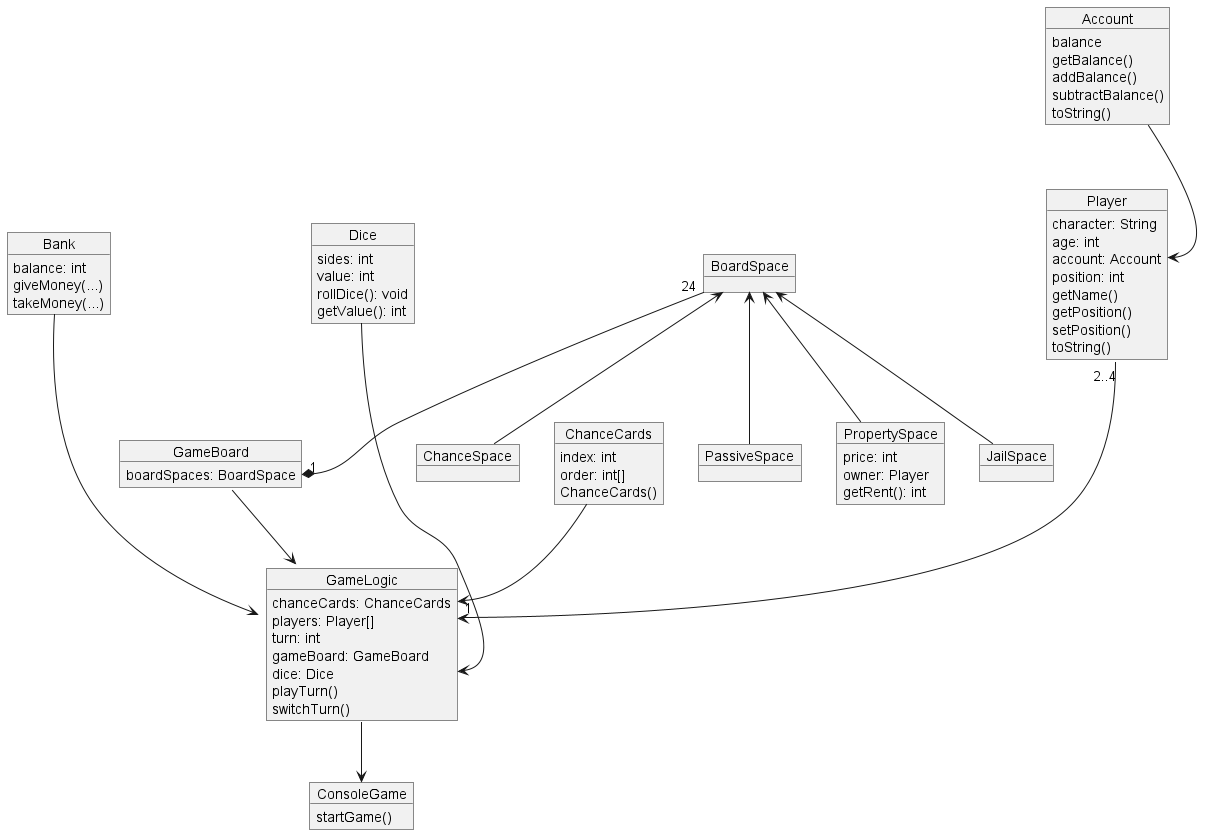 Account
balance
getBalance()
addBalance()
subtractBalance()
toString()
Player
character: String
age: int
account: Account
position: int
getName()
getPosition()
setPosition()
toString()
2..4
Bank
balance: int
giveMoney(...)
takeMoney(...)
Dice
sides: int
value: int
rollDice(): void
getValue(): int
BoardSpace
24
GameBoard
boardSpaces: BoardSpace
1
ChanceSpace
ChanceCards
index: int
order: int[]
ChanceCards()
PassiveSpace
PropertySpace
price: int
owner: Player
getRent(): int
JailSpace
GameLogic
chanceCards: ChanceCards
players: Player[]
turn: int
gameBoard: GameBoard
dice: Dice
playTurn()
switchTurn()
1
ConsoleGame
startGame()